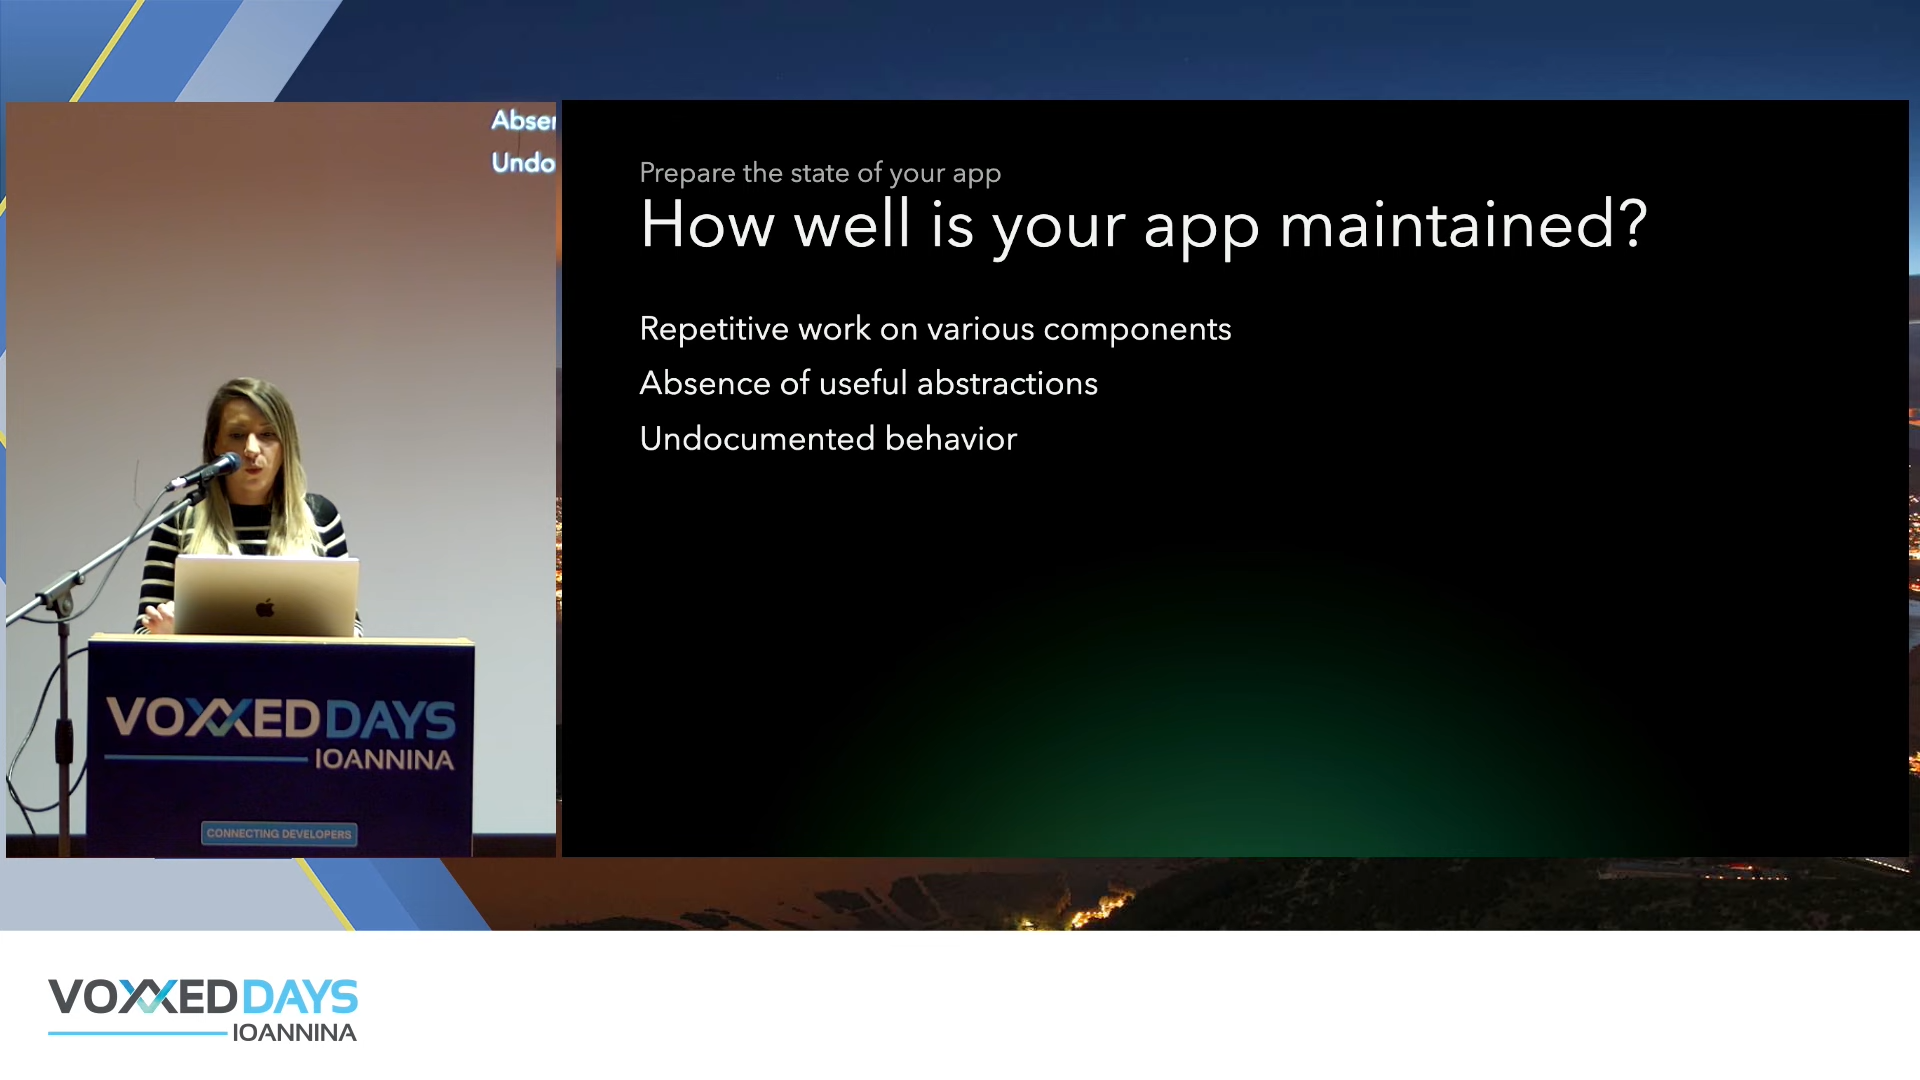 Absen
Undo
Prepare the state of your app
How well is your app maintained?
Repetitive work on various components
Absence of useful abstractions
Undocumented behavior
VOXXEDDAYS
IOANNINA
CONNECTING DEVELOPERS
VOXXEDDAYS
IOANNINA